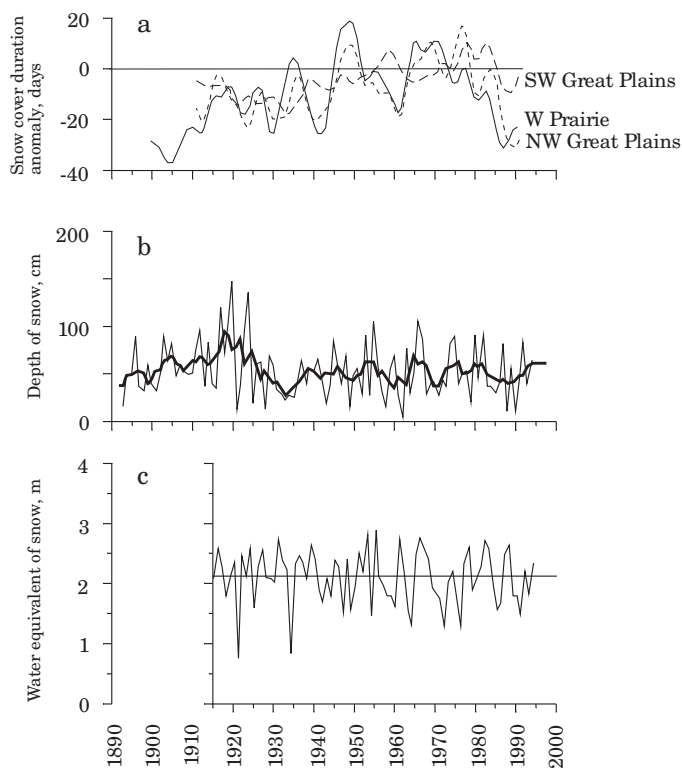 a
20
0
-20
-40
Snow cover duration
anomaly, days
SW Great Plains
W Prairie
NW Great Plains
b
200
100
0
Depth of snow, cm
c
4
3
2
1
0
Water equivalent of snow, m
1890
1900
1910
1920
1930
1940
1950
1960
1970
1980
1990
2000